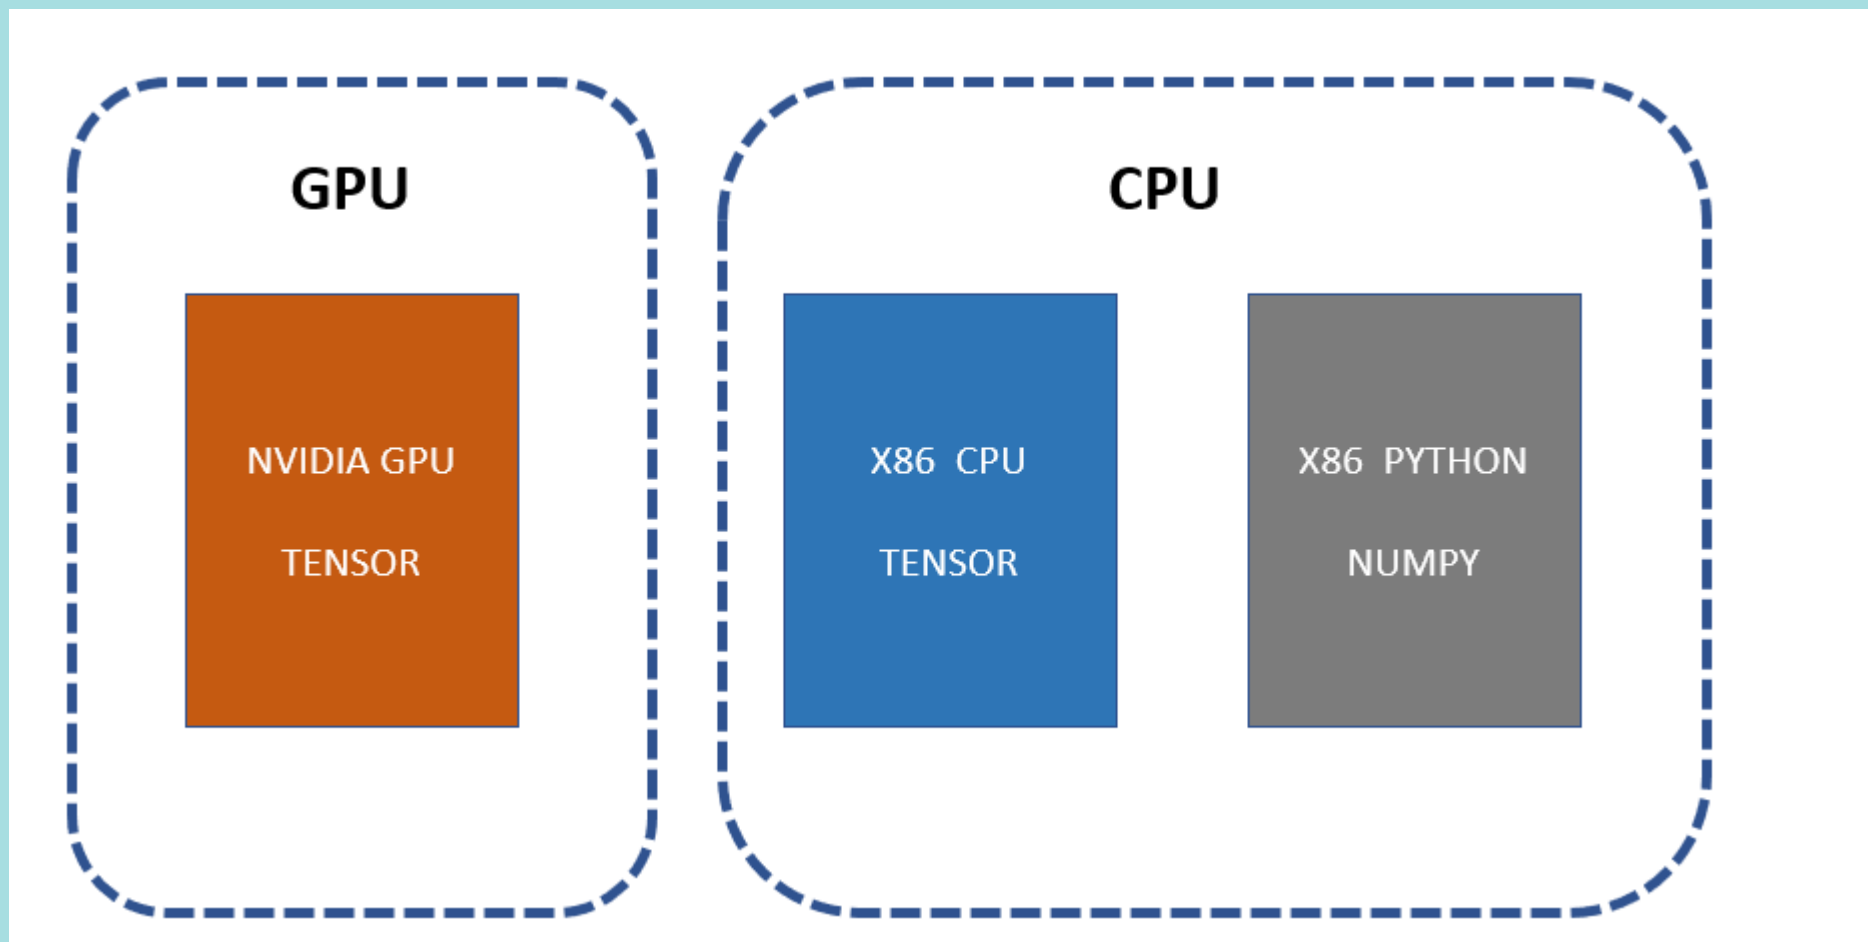 GPU
NVIDIA GPU
TENSOR
CPU
X86 CPU
TENSOR
X86 PYTHON
NUMPY